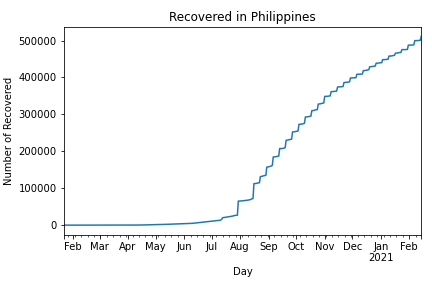 Recovered in Philippines
Number of Recovered
500000
400000
300000
200000
100000
0
Feb Mar Apr May Jun Jul Aug Sep Oct Nov Dec Jan Feb
2021
Day